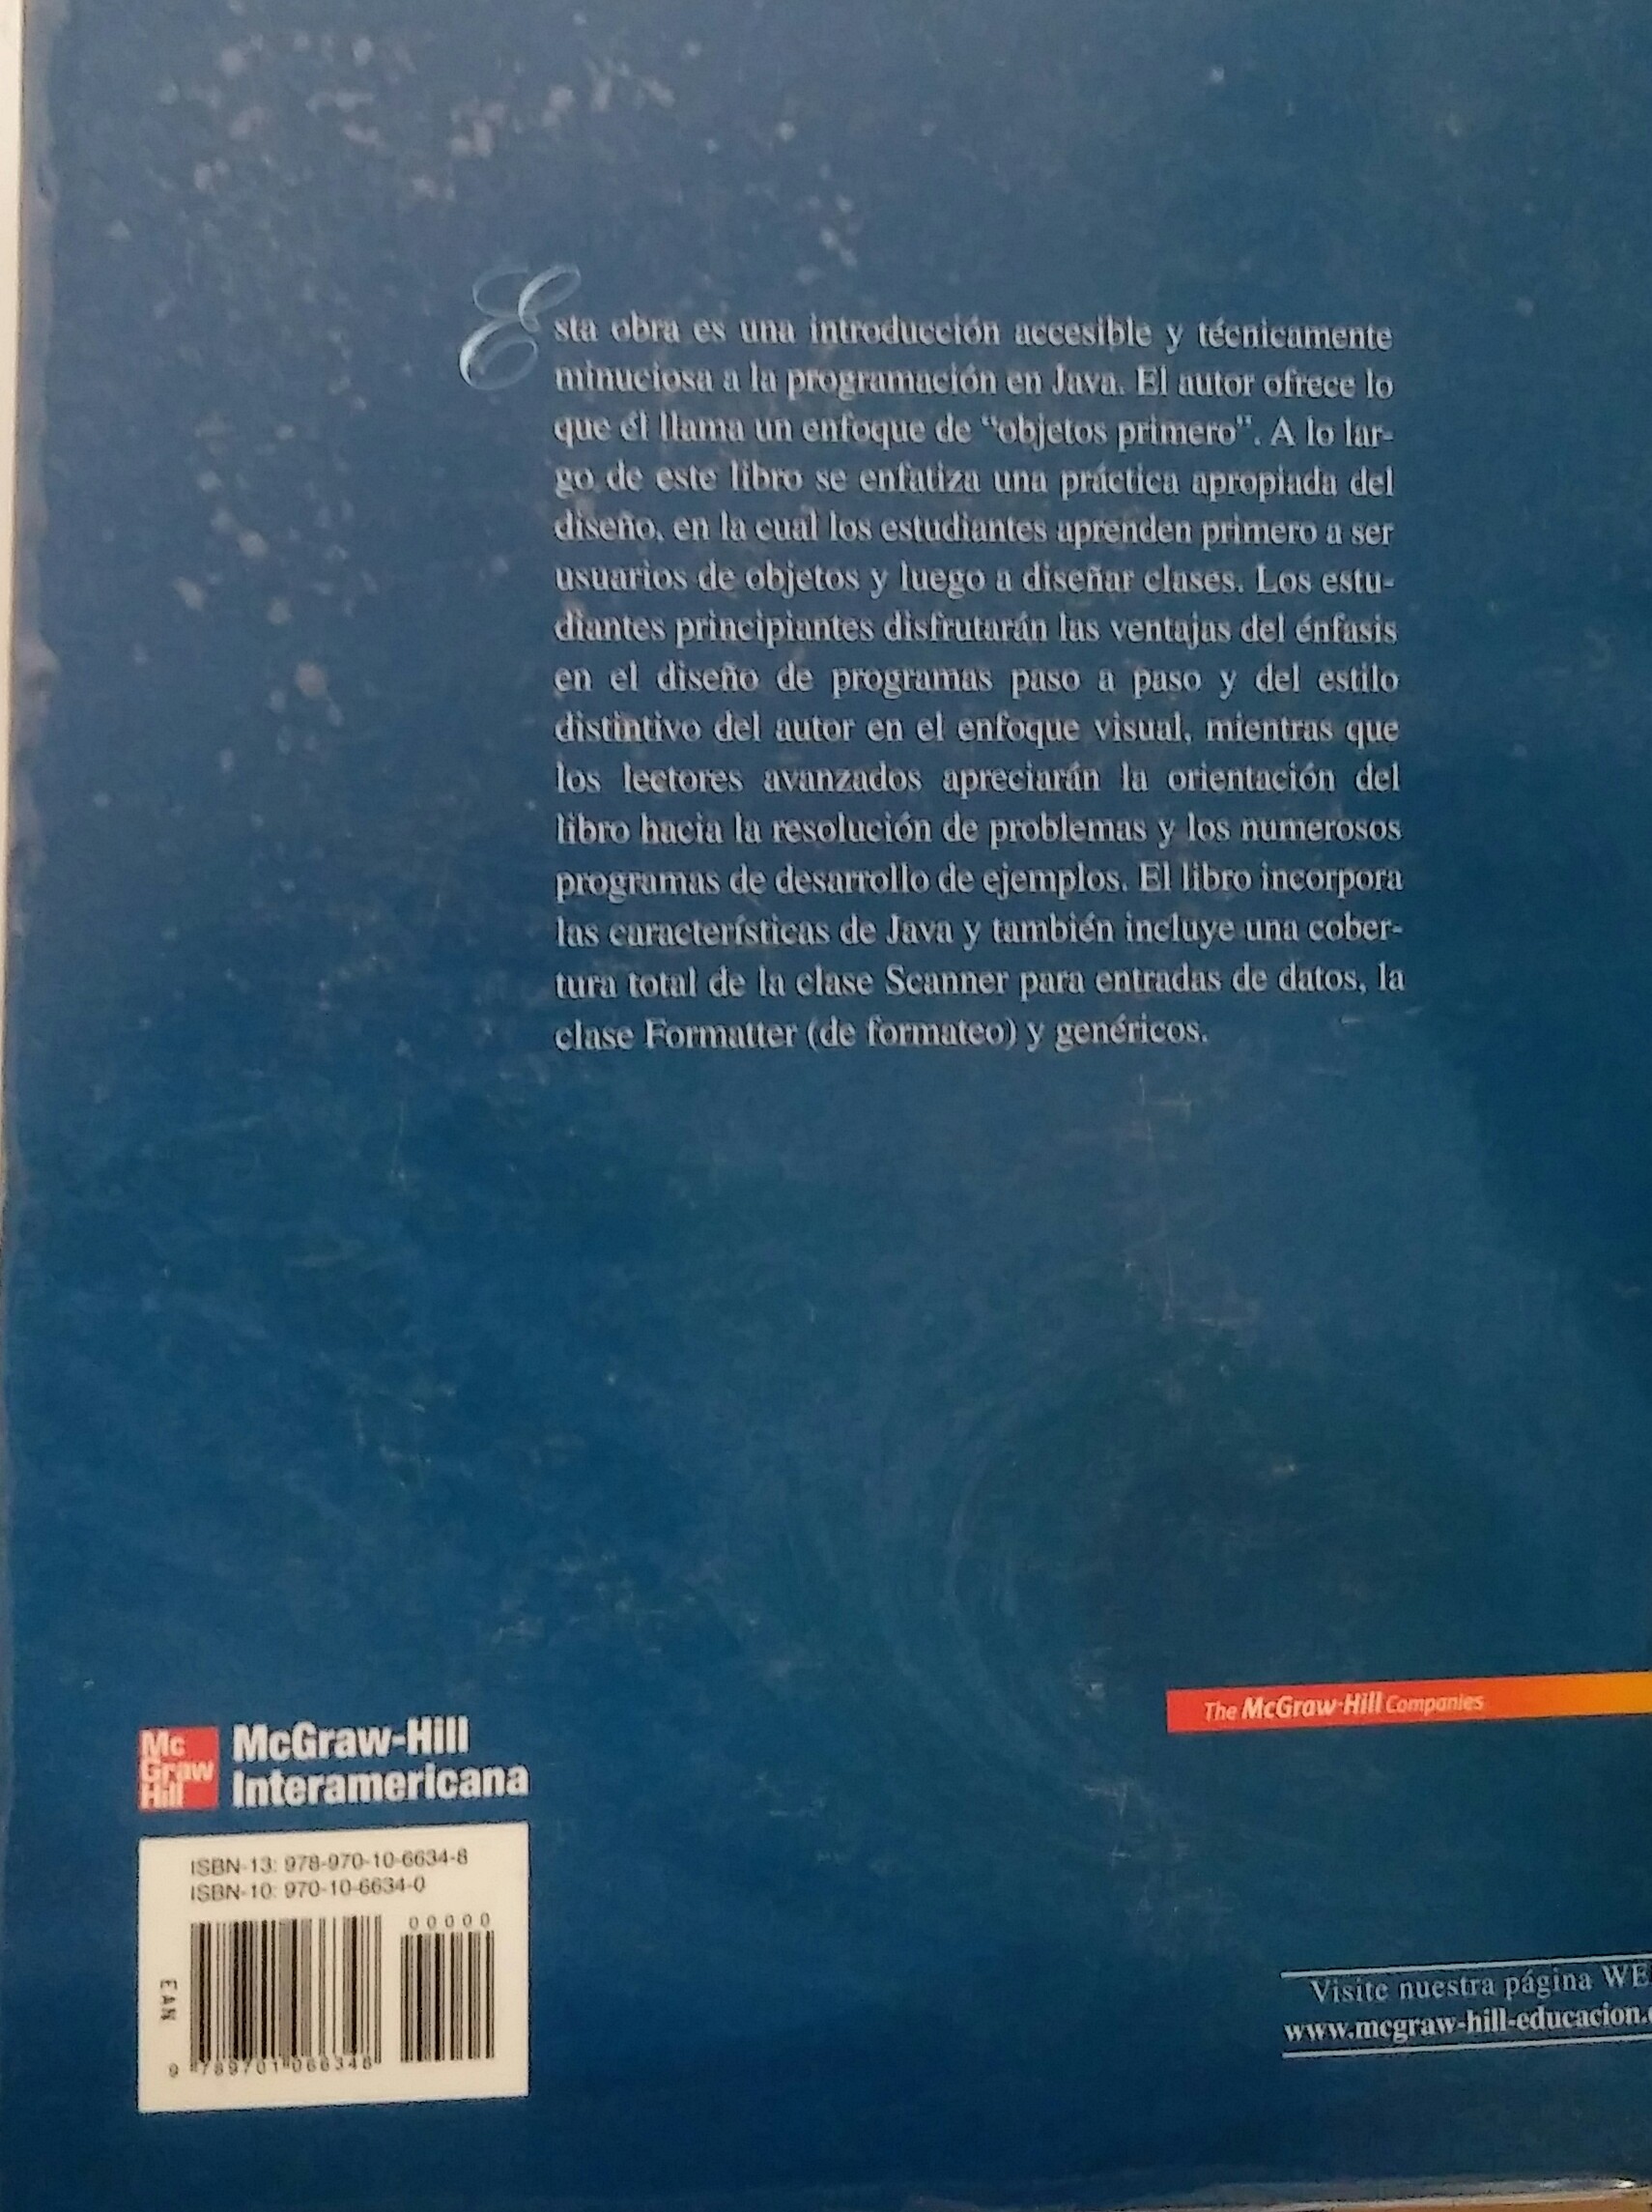 Esta obra es una introducción accesible y técnicamente
minuciosa a la programación en Java. El autor ofrece lo
que él llama un enfoque de “objetos primero”. A lo lar-
go de este libro se enfatiza una práctica apropiada del
diseño, en la cual los estudiantes aprenden primero a ser
usuarios de objetos y luego a diseñar clases. Los estu-
diantes principiantes disfrutarán las ventajas del énfasis
en el diseño de programas paso a paso y del estilo
distintivo del autor en el enfoque visual, mientras que
los lectores avanzados apreciarán la orientación del
libro hacia la resolución de problemas y los numerosos
programas de desarrollo de ejemplos. El libro incorpora
las características de Java y también incluye una cober-
tura total de la clase Scanner para entradas de datos, la
clase Formatter (de formateo) y genéricos.
The McGraw-Hill Companies
Mc
Graw
Hill
McGraw-Hill
Interamericana
ISBN-13: 978-970-10-6634-8
ISBN-10: 970-10-6634-0
00000
EAN
9 789701 066348
Visite nuestra página WE
www.mcgraw-hill-educacion.